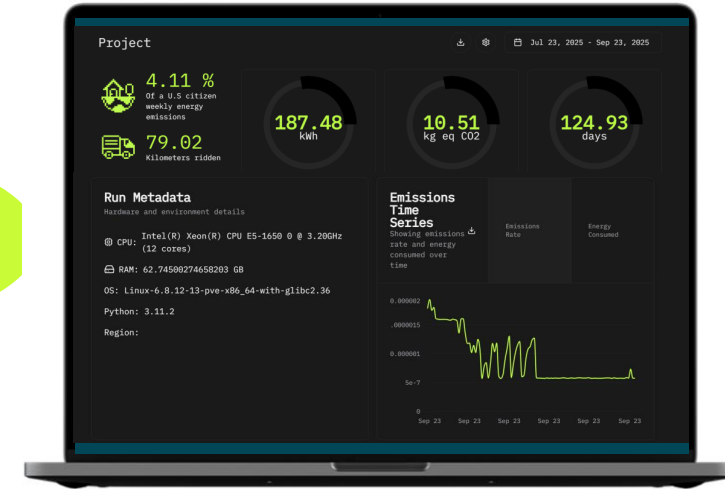 Project
Jul 23, 2025 - Sep 23, 2025
4.11 %
Of a U.S citizen
weekly energy
emissions
79.02
Kilometers ridden
187.48
kWh
10.51
kg eq CO2
124.93
days
Run Metadata
Hardware and environment details
CPU: Intel(R) Xeon(R) CPU E5-1650 0 @ 3.20GHz
(12 cores)
RAM: 62.74500274658203 GB
OS: Linux-6.8.12-13-pve-x86_64-with-glibc2.36
Python: 3.11.2
Region:
Emissions
Time
Series
Showing emissions
rate and energy
consumed over
time
Emissions
Rate
Energy
Consumed
0.000002
.0000015
0.000001
5e-7
0
Sep 23 Sep 23 Sep 23 Sep 23 Sep 23 Sep 23